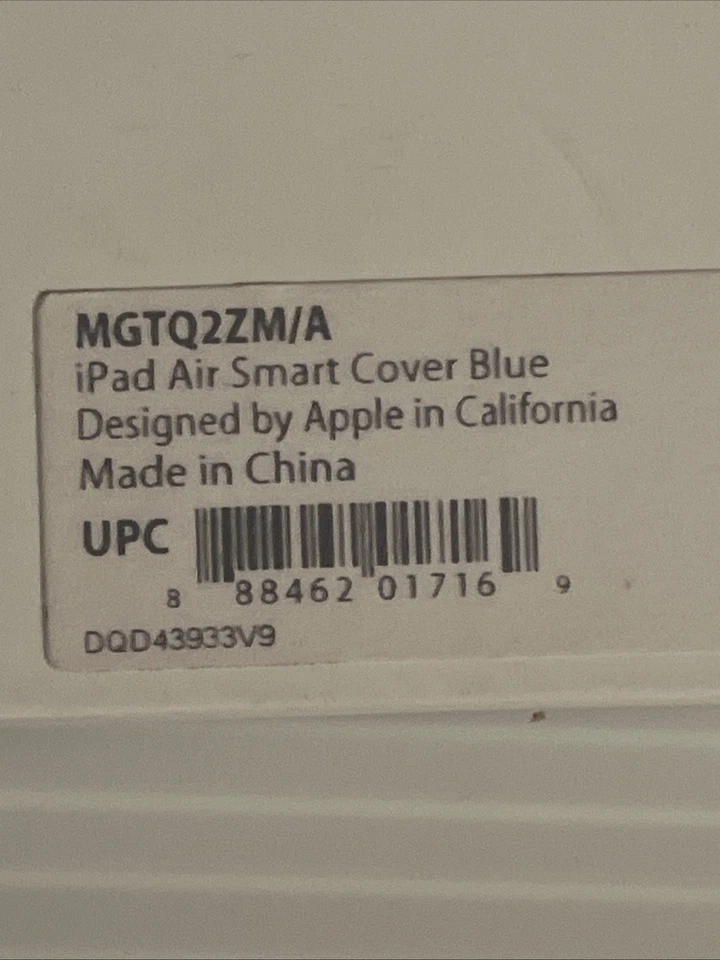 MGTQ2ZM/A
iPad Air Smart Cover Blue
Designed by Apple in California
Made in China
UPC
8 88462 01716 9
DQD43933V9